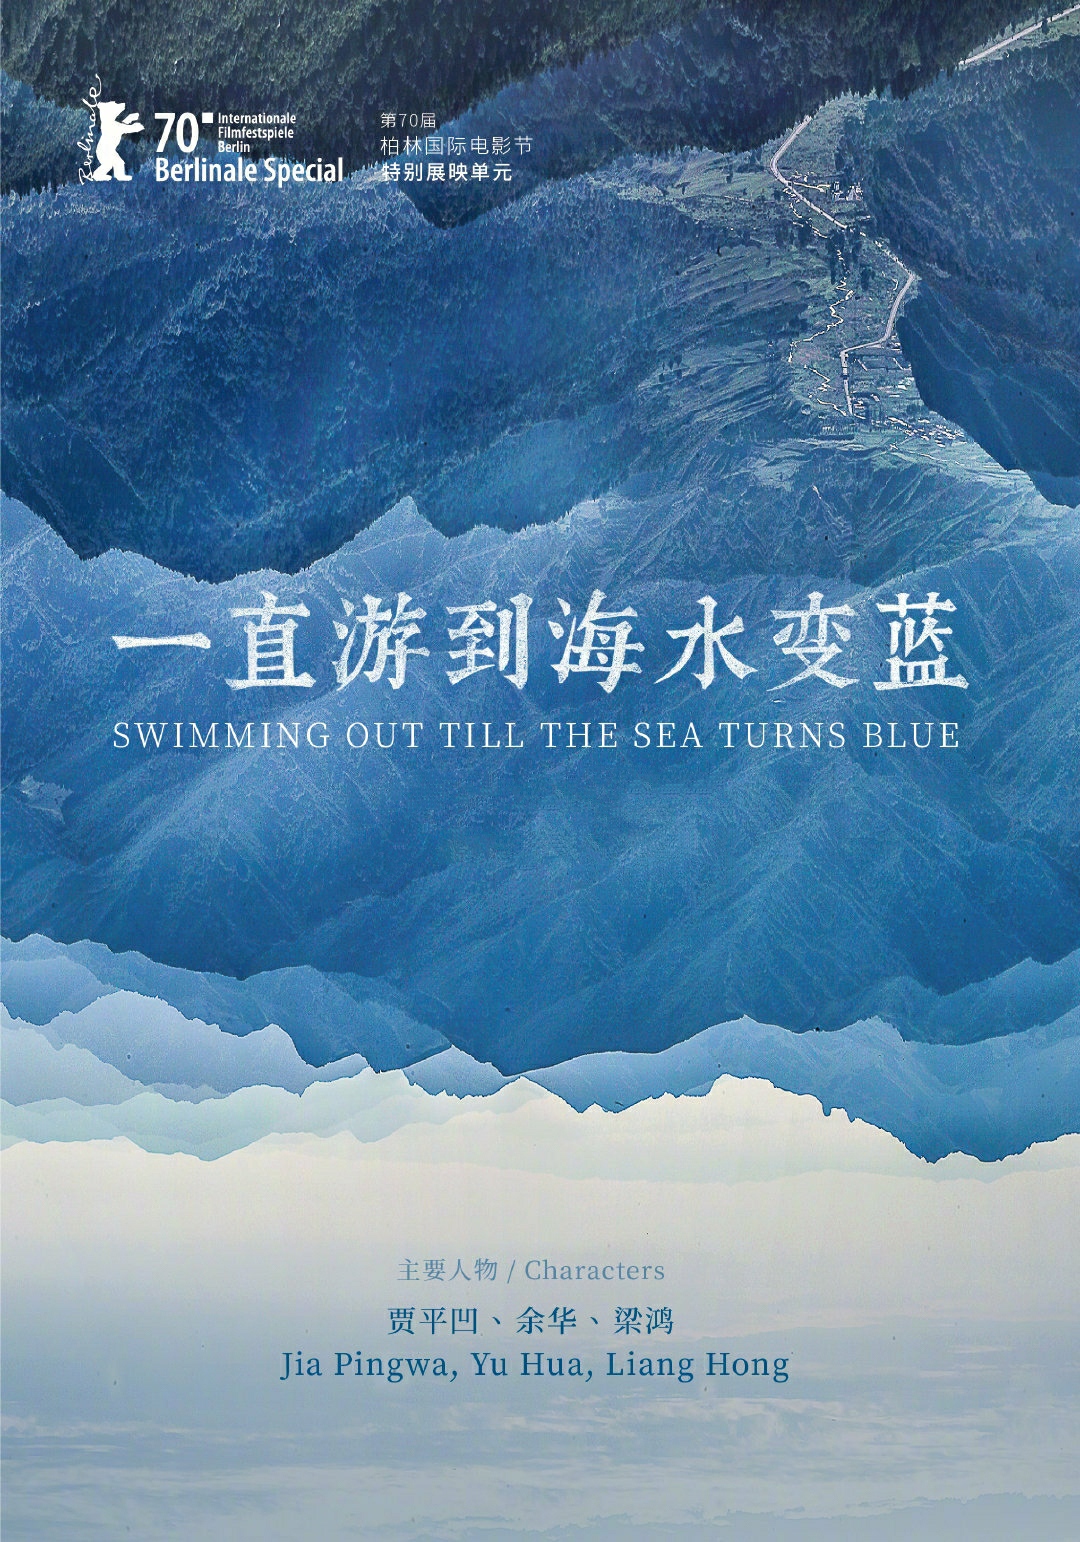 Berlinale
70 Internationale
Filmfestspiele
Berlin
Berlinale Special
第70届
柏林国际电影节
特别展映单元
一直游到海水变蓝
SWIMMING OUT TILL THE SEA TURNS BLUE
主要人物 / Characters
贾平凹、余华、梁鸿
Jia Pingwa, Yu Hua, Liang Hong